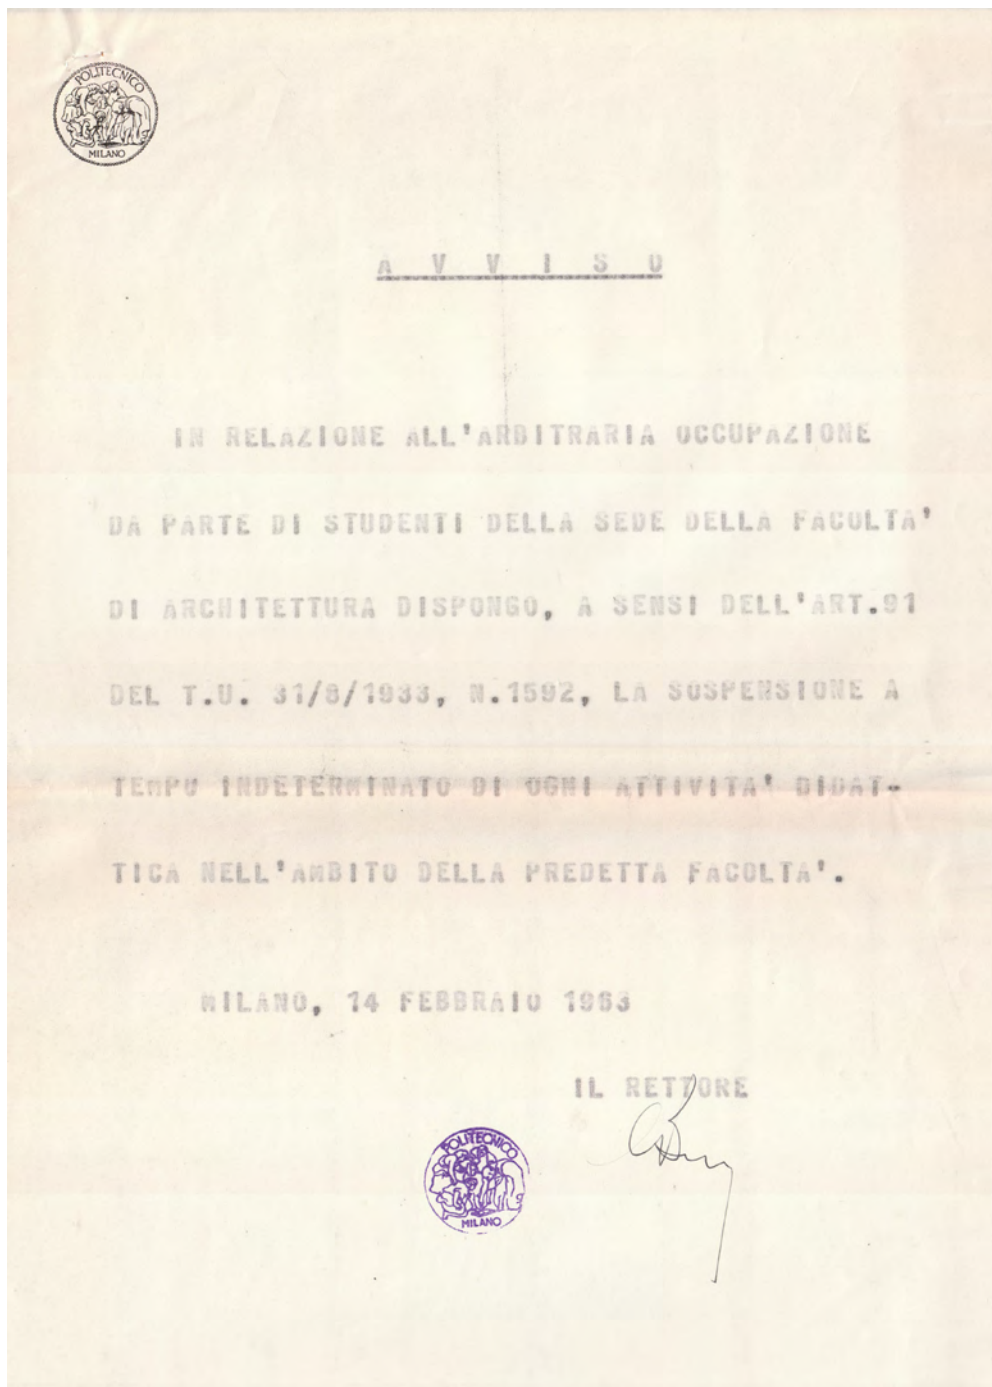 POLITECNICO
MILANO
AVVISO
IN RELAZIONE ALL'ARBITRARIA OCCUPAZIONE
DA PARTE DI STUDENTI DELLA SEDE DELLA FACOLTA'
DI ARCHITETTURA DISPONGO, A SENSI DELL'ART.91
DEL T.U. 31/8/1933, N.1592, LA SOSPENSIONE A
TEMPO INDETERMINATO DI OGNI ATTIVITA' DIDAT-
TICA NELL'AMBITO DELLA PREDETTA FACOLTA'.
MILANO, 14 FEBBRAIO 1963
IL RETTORE
POLITECNICO
MILANO